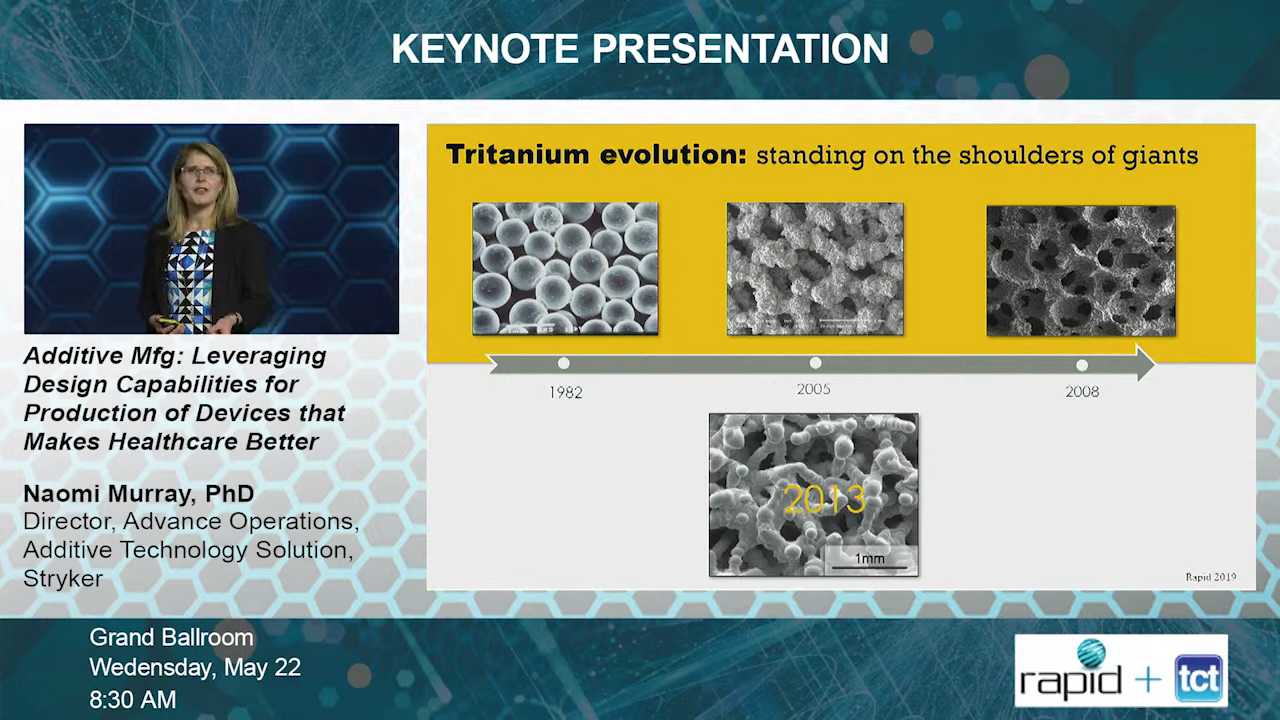 KEYNOTE PRESENTATION
Tritanium evolution: standing on the shoulders of giants
1982
2005
2008
2013
1mm
Rapid 2019
Additive Mfg: Leveraging
Design Capabilities for
Production of Devices that
Makes Healthcare Better
Naomi Murray, PhD
Director, Advance Operations,
Additive Technology Solution,
Stryker
Grand Ballroom
Wedensday, May 22
8:30 AM
rapid + tct